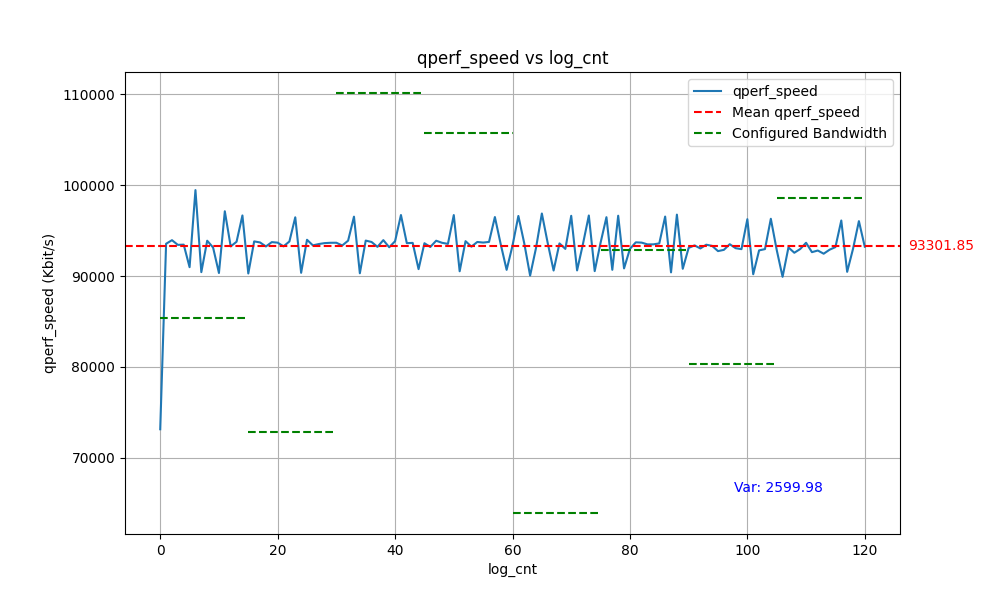 qperf_speed vs log_cnt
qperf_speed
Mean qperf_speed
Configured Bandwidth
110000
100000
90000
80000
70000
qperf_speed (Kbit/s)
93301.85
Var: 2599.98
0
20
40
60
80
100
120
log_cnt